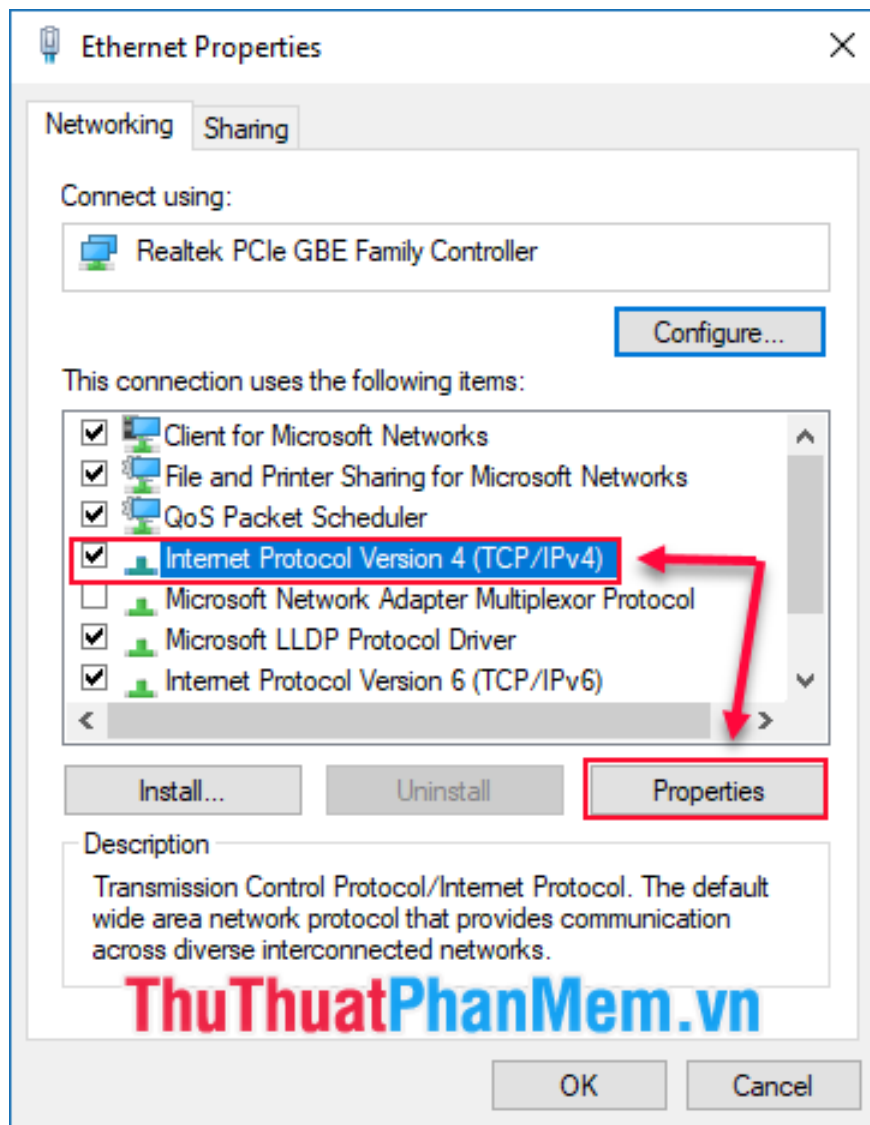 Ethernet Properties
Networking
Sharing
Connect using:
Realtek PCIe GBE Family Controller
Configure...
This connection uses the following items:
Client for Microsoft Networks
File and Printer Sharing for Microsoft Networks
QoS Packet Scheduler
Internet Protocol Version 4 (TCP/IPv4)
Microsoft Network Adapter Multiplexor Protocol
Microsoft LLDP Protocol Driver
Internet Protocol Version 6 (TCP/IPv6)
Install...
Uninstall
Properties
Description
Transmission Control Protocol/Internet Protocol. The default
wide area network protocol that provides communication
across diverse interconnected networks.
ThuThuatPhanMem.vn
OK
Cancel